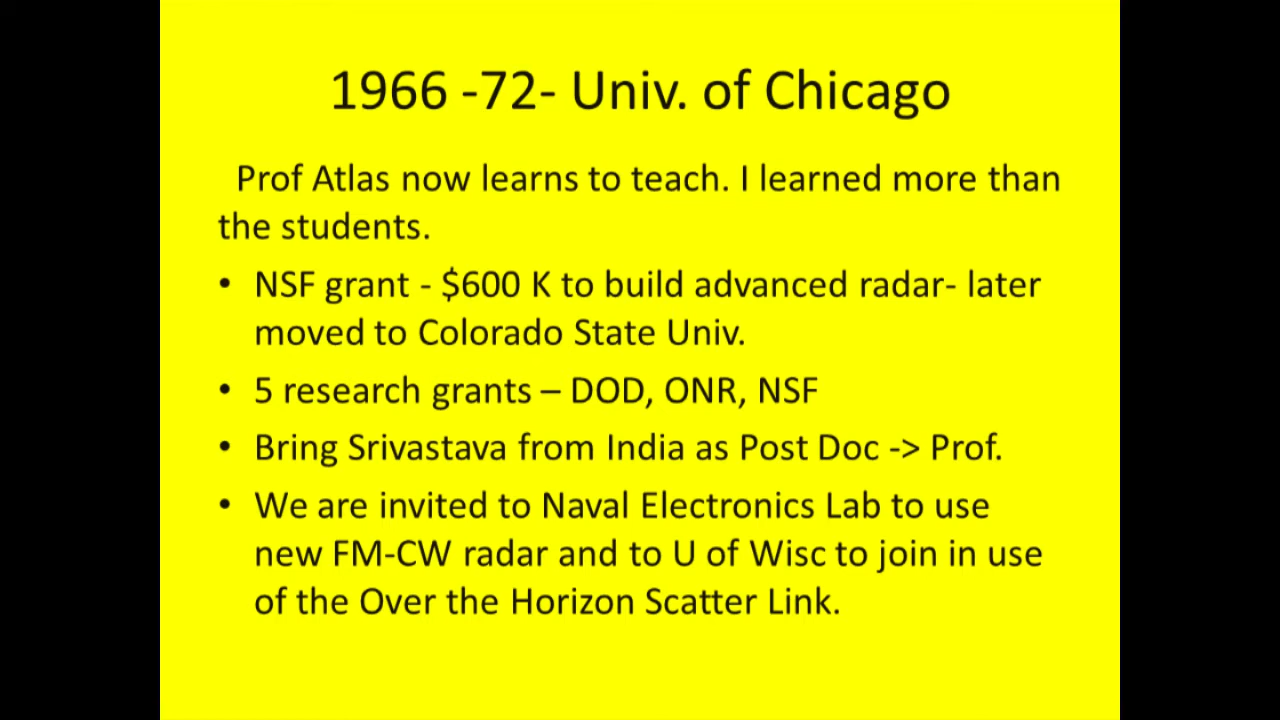 1966 -72- Univ. of Chicago
Prof Atlas now learns to teach. I learned more than
the students.
• NSF grant - $600 K to build advanced radar- later
moved to Colorado State Univ.
• 5 research grants – DOD, ONR, NSF
• Bring Srivastava from India as Post Doc -> Prof.
• We are invited to Naval Electronics Lab to use
new FM-CW radar and to U of Wisc to join in use
of the Over the Horizon Scatter Link.